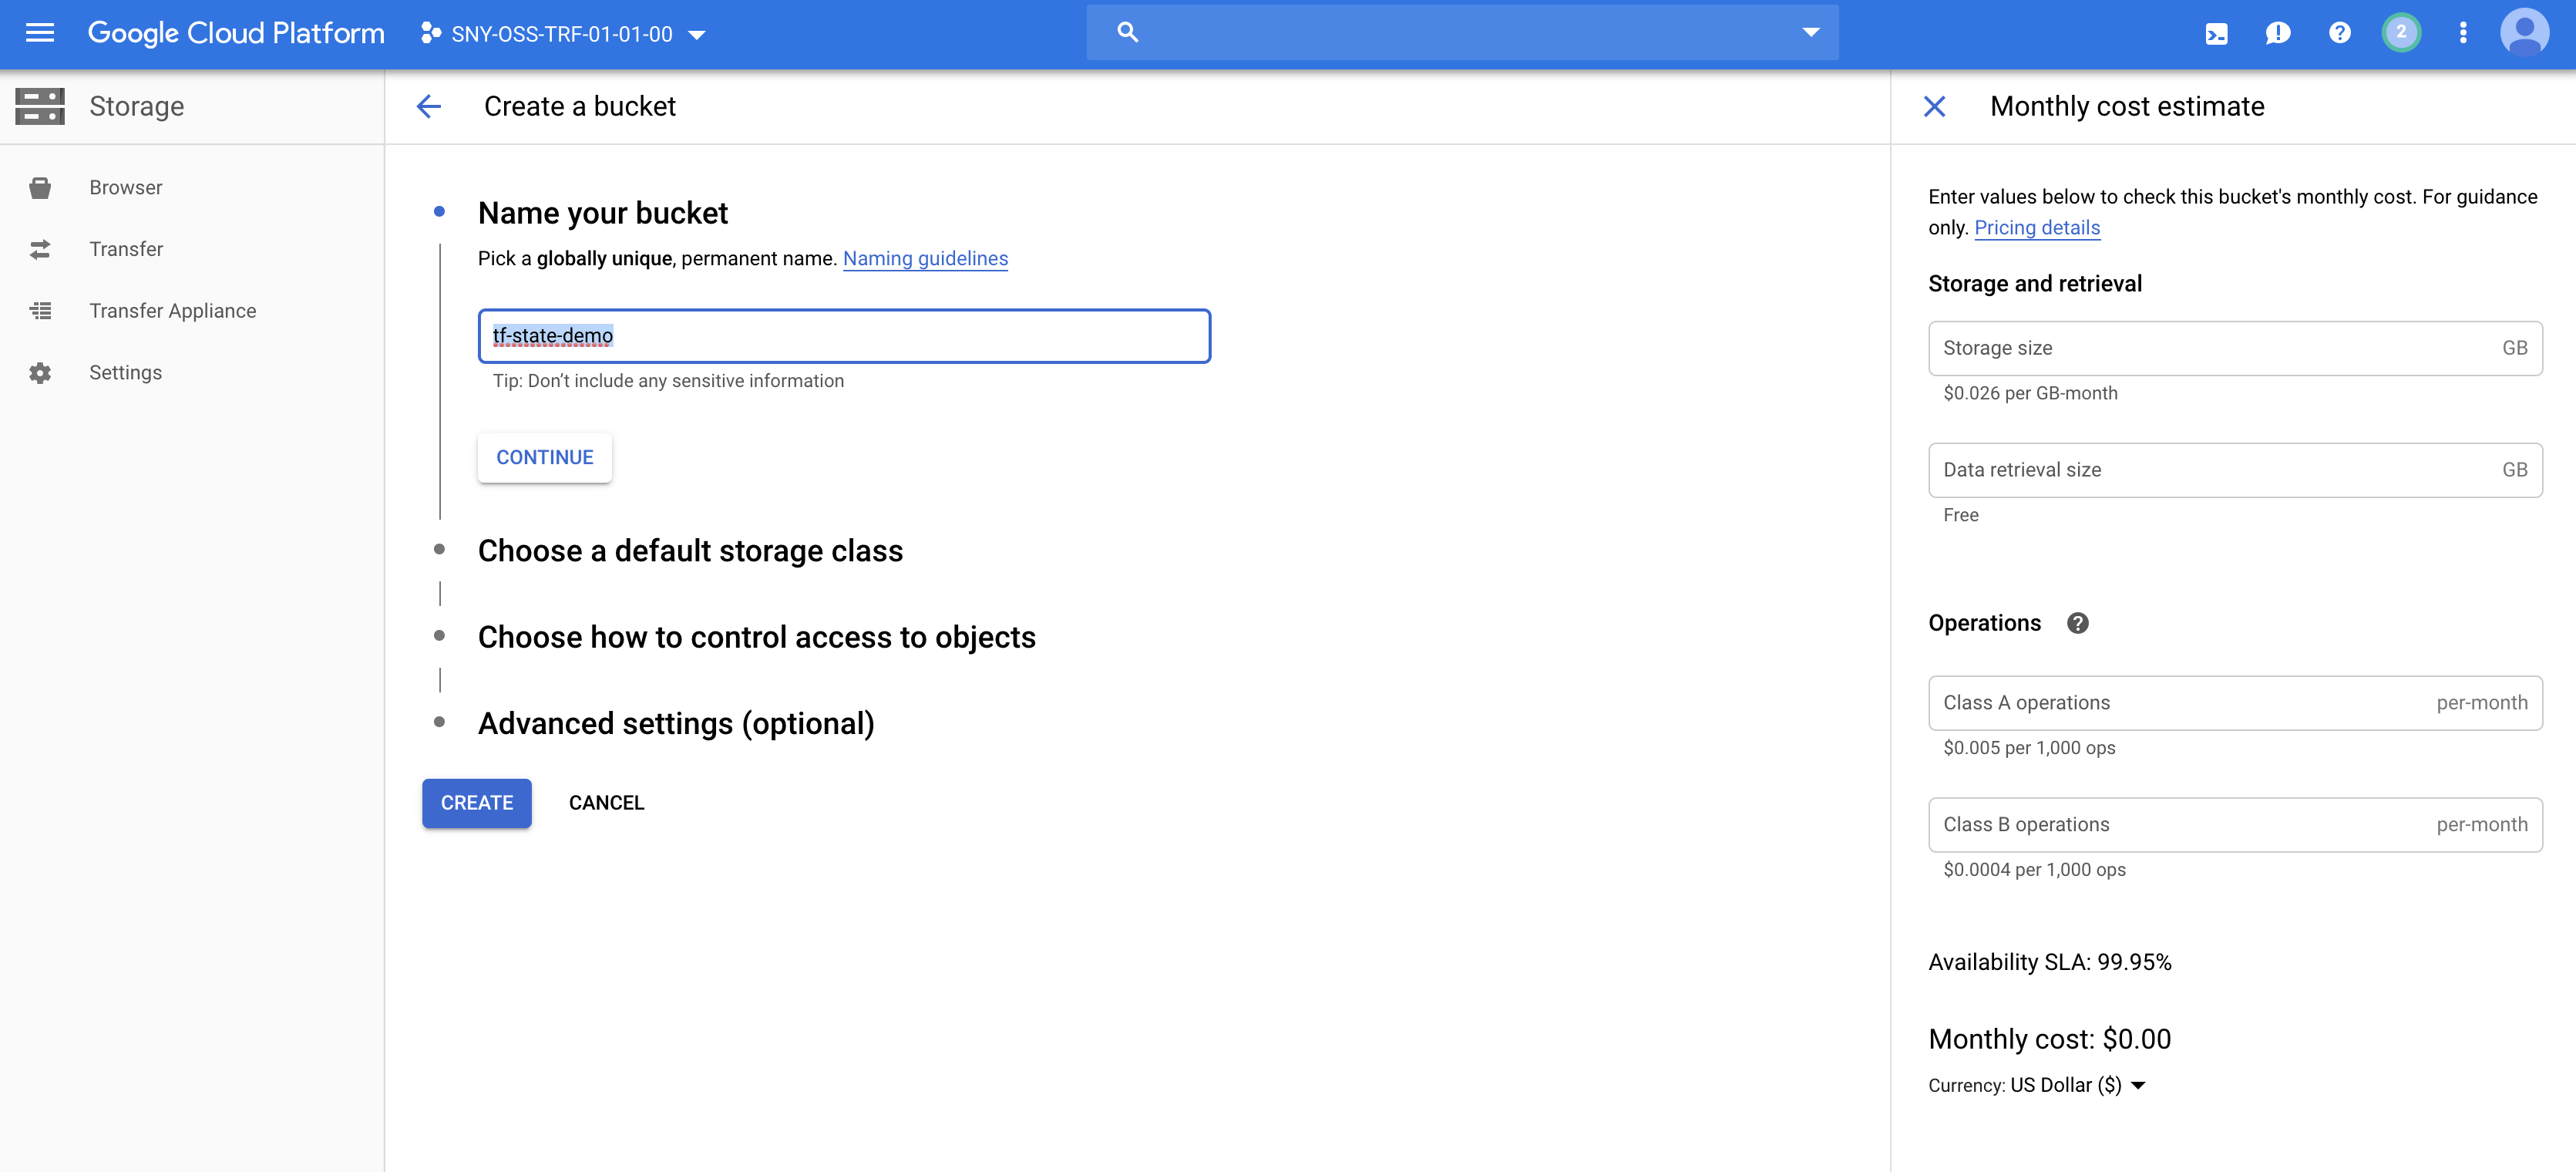 Google Cloud Platform
SNY-OSS-TRF-01-01-00
2
Storage
Browser
Transfer
Transfer Appliance
Settings
Create a bucket
Name your bucket
Pick a globally unique, permanent name. Naming guidelines
tf-state-demo
Tip: Don’t include any sensitive information
CONTINUE
Choose a default storage class
Choose how to control access to objects
Advanced settings (optional)
CREATE CANCEL
Monthly cost estimate
Enter values below to check this bucket's monthly cost. For guidance
only. Pricing details
Storage and retrieval
Storage size GB
$0.026 per GB-month
Data retrieval size GB
Free
Operations ?
Class A operations per-month
$0.005 per 1,000 ops
Class B operations per-month
$0.0004 per 1,000 ops
Availability SLA: 99.95%
Monthly cost: $0.00
Currency: US Dollar ($)